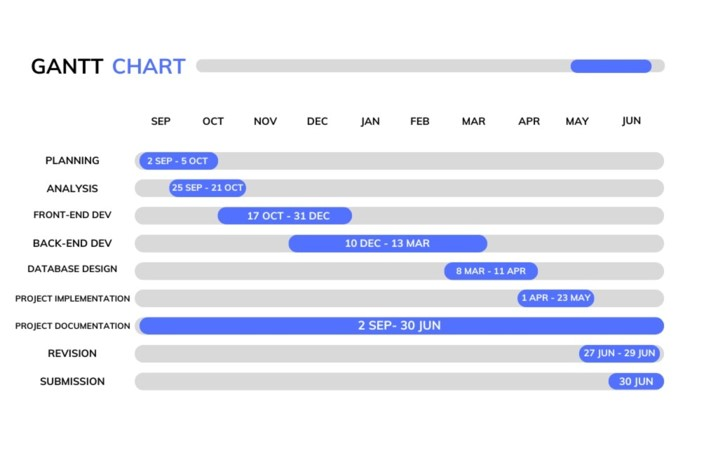 GANTT CHART
SEP OCT NOV DEC JAN FEB MAR APR MAY JUN
PLANNING 2 SEP - 5 OCT
ANALYSIS 25 SEP - 21 OCT
FRONT-END DEV 17 OCT - 31 DEC
BACK-END DEV 10 DEC - 13 MAR
DATABASE DESIGN 8 MAR - 11 APR
PROJECT IMPLEMENTATION 1 APR - 23 MAY
PROJECT DOCUMENTATION 2 SEP- 30 JUN
REVISION 27 JUN - 29 JUN
SUBMISSION 30 JUN